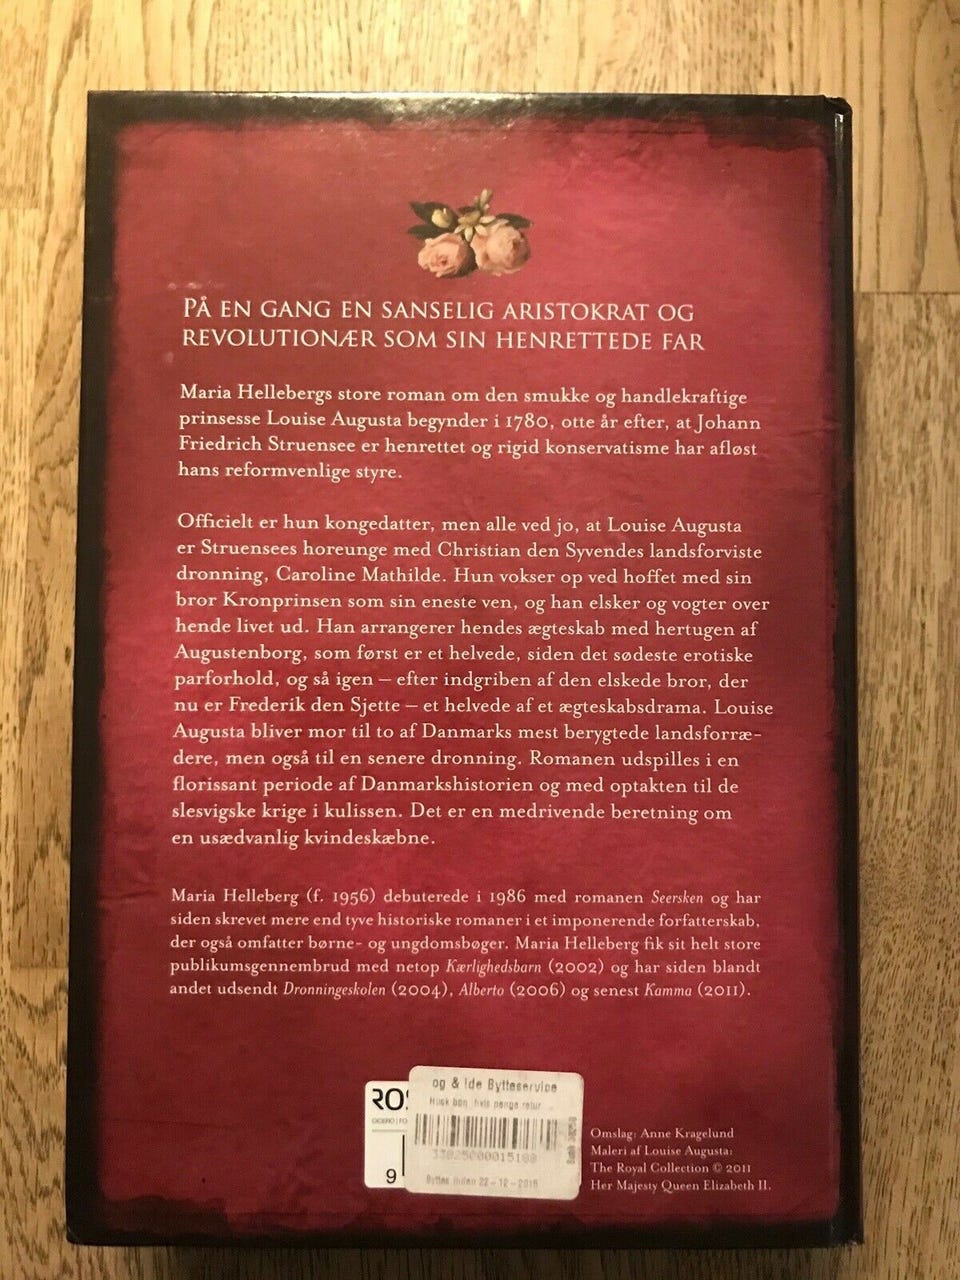 PÅ EN GANG EN SANSELIG ARISTOKRAT OG
REVOLUTIONÆR SOM SIN HENRETTEDE FAR
Maria Hellebergs store roman om den smukke og handlekraftige
prinsesse Louise Augusta begynder i 1780, otte år efter, at Johann
Friedrich Struensee er henrettet og rigid konservatisme har afløst
hans reformvenlige styre.
Officielt er hun kongedatter, men alle ved jo, at Louise Augusta
er Struensees horeunge med Christian den Syvendes landsforviste
dronning, Caroline Mathilde. Hun vokser op ved hoffet med sin
bror Kronprinsen som sin eneste ven, og han elsker og vogter over
hende livet ud. Han arrangerer hendes ægteskab med hertugen af
Augustenborg, som først er et helvede, siden det sødeste erotiske
parforhold, og så igen – efter indgriben af den elskede bror, der
nu er Frederik den Sjette – et helvede af et ægteskabsdrama. Louise
Augusta bliver mor til to af Danmarks mest berygtede landsforræ-
dere, men også til en senere dronning. Romanen udspilles i en
florissant periode af Danmarkshistorien og med optakten til de
slesvigske krige i kulissen. Det er en medrivende beretning om
en usædvanlig kvindeskæbne.
Maria Helleberg (f. 1956) debuterede i 1986 med romanen Seersken og har
siden skrevet mere end tyve historiske romaner i et imponerende forfatterskab,
der også omfatter børne- og ungdomsbøger. Maria Helleberg fik sit helt store
publikumsgennembrud med netop Kærlighedsbarn (2002) og har siden blandt
andet udsendt Dronningeskolen (2004), Alberto (2006) og senest Kamma (2011).
ROS
9
og & Ide Bytteservice
Husk bon, hvis penge retur
Byttes inden 22-12-2016
Omslag: Anne Kragelund
Maleri af Louise Augusta:
The Royal Collection © 2011
Her Majesty Queen Elizabeth II.